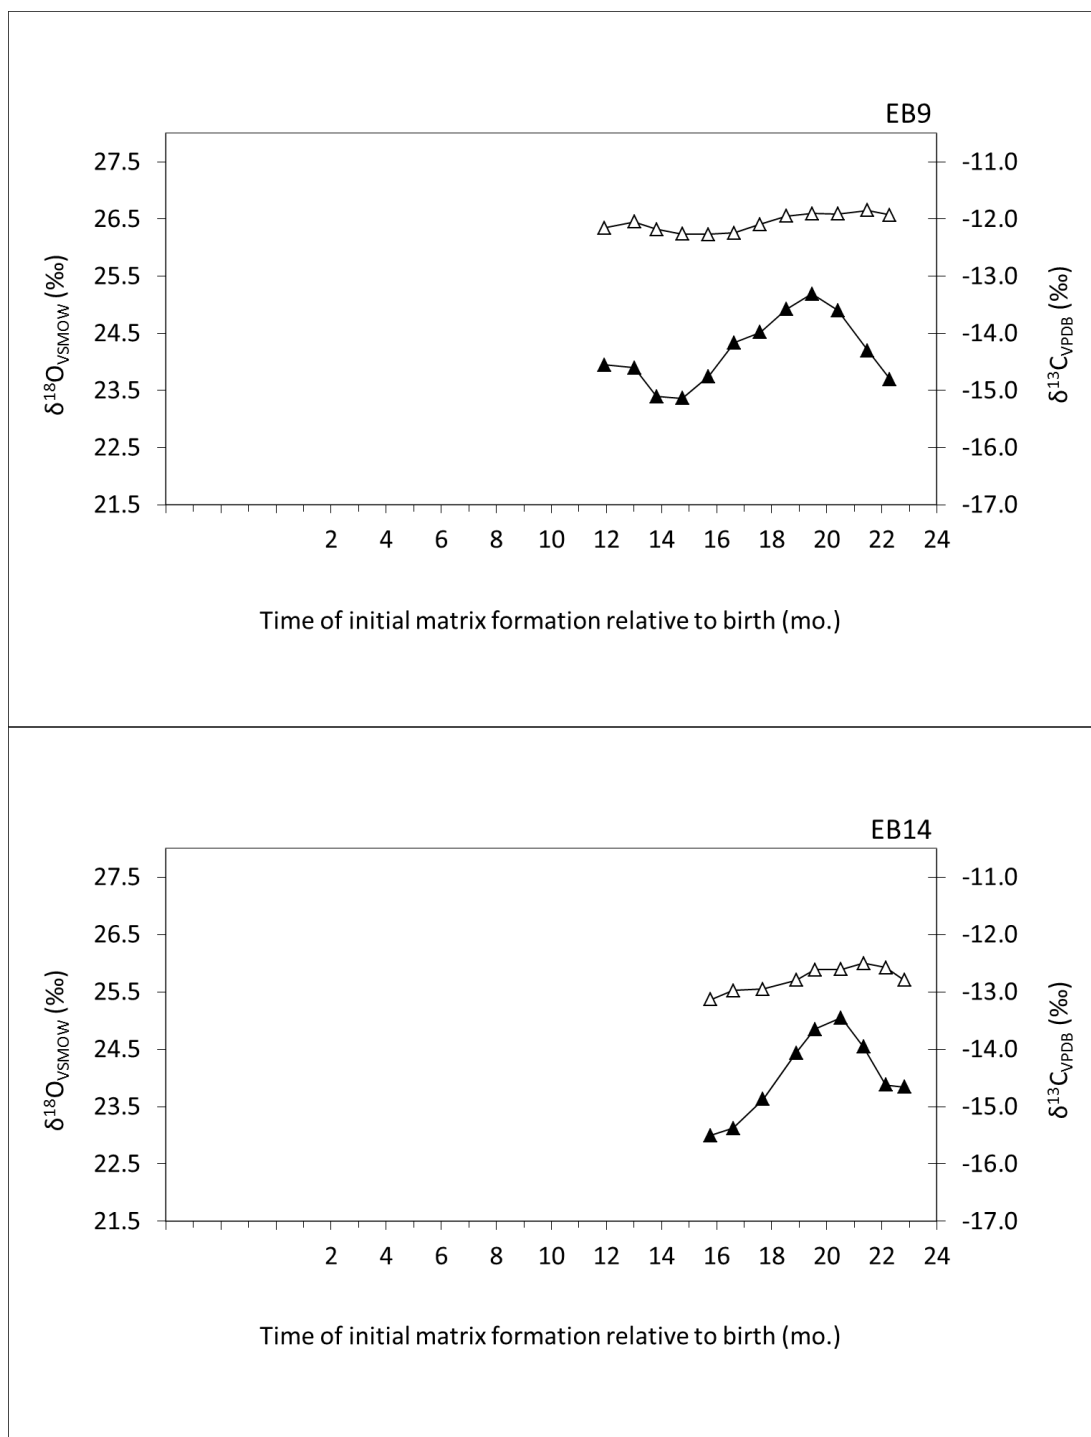 EB9
27.5
26.5
25.5
24.5
23.5
22.5
21.5
δ¹⁸O_VSMOW (‰)
-11.0
-12.0
-13.0
-14.0
-15.0
-16.0
-17.0
δ¹³C_VPDB (‰)
2 4 6 8 10 12 14 16 18 20 22 24
Time of initial matrix formation relative to birth (mo.)
EB14
27.5
26.5
25.5
24.5
23.5
22.5
21.5
δ¹⁸O_VSMOW (‰)
-11.0
-12.0
-13.0
-14.0
-15.0
-16.0
-17.0
δ¹³C_VPDB (‰)
2 4 6 8 10 12 14 16 18 20 22 24
Time of initial matrix formation relative to birth (mo.)